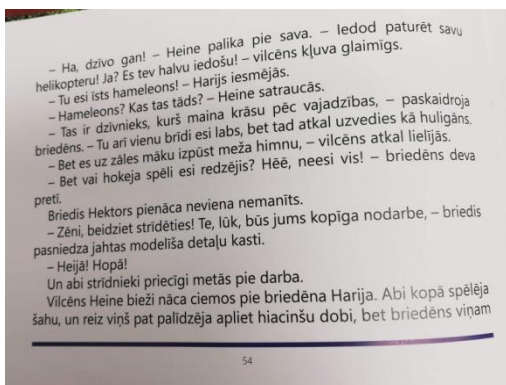 – Ha, dzīvo gan! – Heine palika pie sava. – Iedod paturēt savu
helikopteru! Ja? Es tev halvu iedošu! – vilcēns kļuva glaimīgs.
– Tu esi īsts hameleons! – Harijs iesmējās.
– Hameleons? Kas tas tāds? – Heine satraucās.
– Tas ir dzīvnieks, kurš maina krāsu pēc vajadzības, – paskaidroja
briedēns. – Tu arī vienu brīdi esi labs, bet tad atkal uzvedies kā huligāns.
– Bet es uz zāles māku izpūst meža himnu, – vilcēns atkal lielījās.
– Bet vai hokeja spēli esi redzējis? Hēē, neesi vis! – briedēns deva
pretī.
Briedis Hektors pienāca neviena nemanīts.
– Zēni, beidziet strīdēties! Te, lūk, būs jums kopīga nodarbe, – briedis
pasniedza jahtas modelīša detaļu kasti.
– Heijā! Hopā!
Un abi strīdnieki priecīgi metās pie darba.
Vilcēns Heine bieži nāca ciemos pie briedēna Harija. Abi kopā spēlēja
šahu, un reiz viņš pat palīdzēja apliet hiacinšu dobi, bet briedēns viņam
54